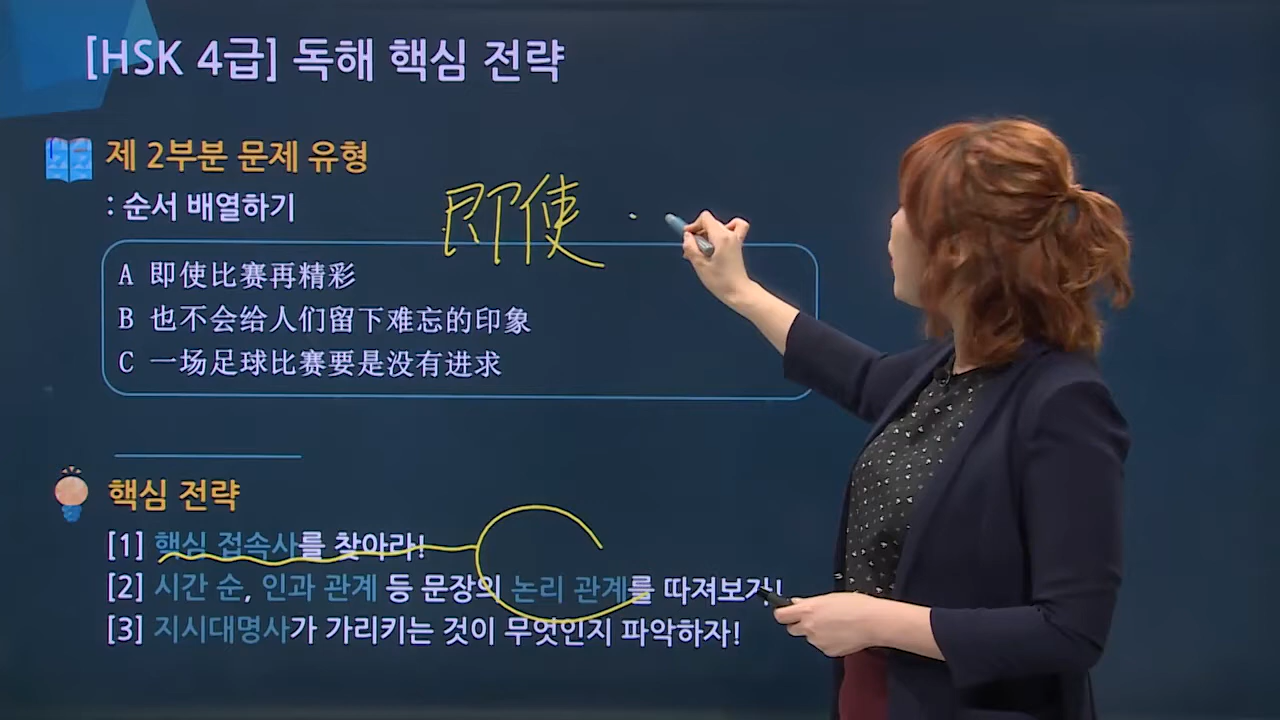 [HSK 4급] 독해 핵심 전략
제 2부분 문제 유형
: 순서 배열하기
即使 ·
A 即使比赛再精彩
B 也不会给人们留下难忘的印象
C 一场足球比赛要是没有进求
핵심 전략
[1] 핵심 접속사를 찾아라!
[2] 시간 순, 인과 관계 등 문장의 논리 관계를 따져보가!
[3] 지시대명사가 가리키는 것이 무엇인지 파악하자!